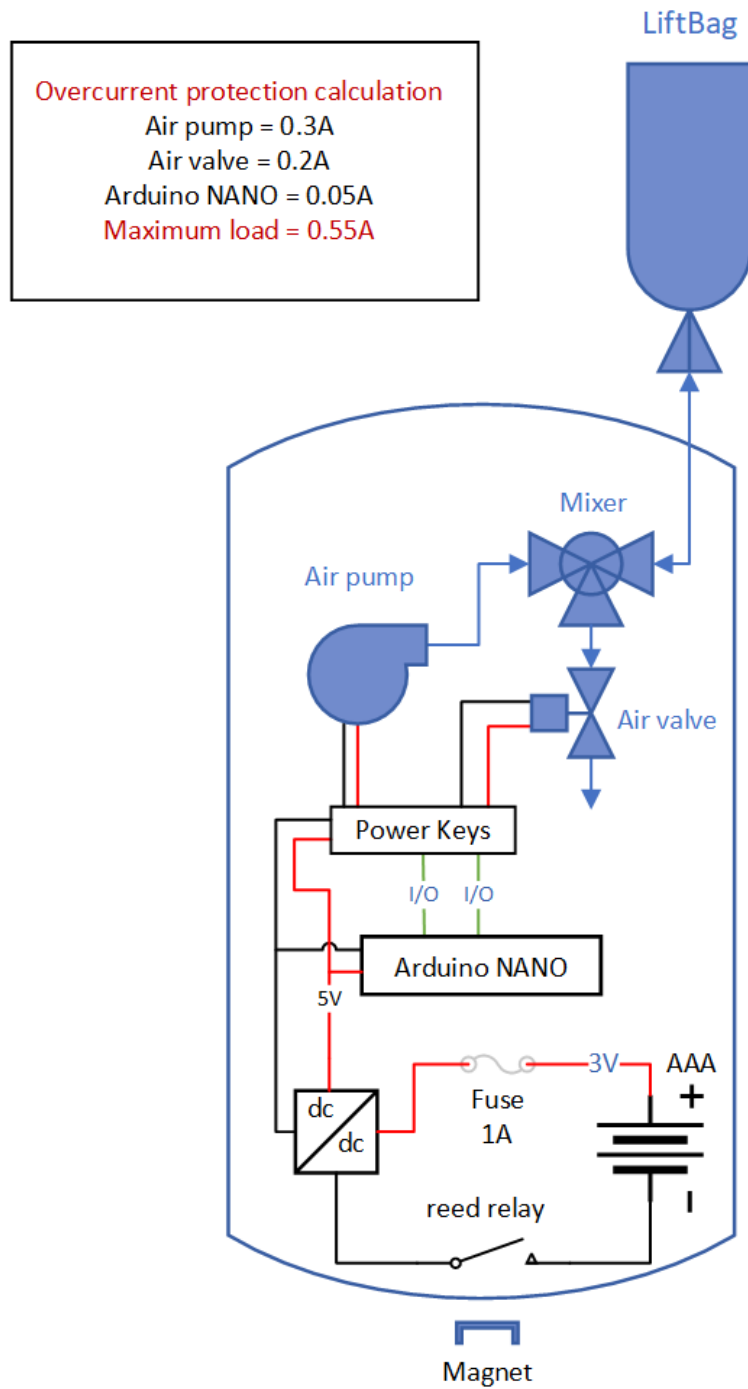 LiftBag
Overcurrent protection calculation
Air pump = 0.3A
Air valve = 0.2A
Arduino NANO = 0.05A
Maximum load = 0.55A
Mixer
Air pump
Air valve
Power Keys
I/O
I/O
Arduino NANO
5V
3V
AAA
+
Fuse
1A
dc
dc
reed relay
Magnet